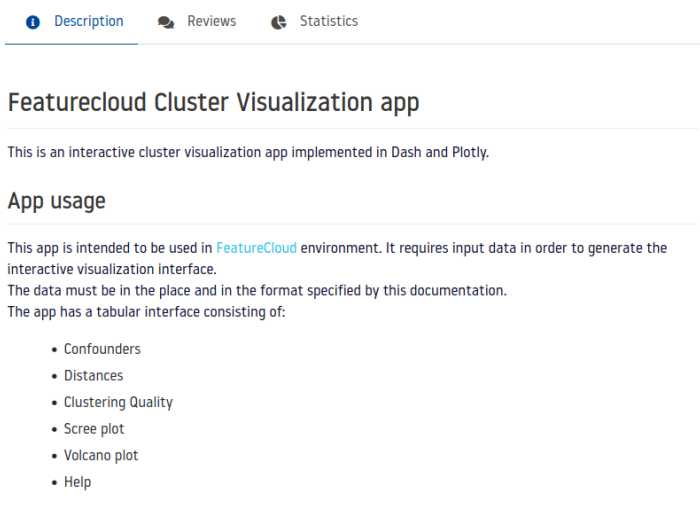 Description Reviews Statistics
Featurecloud Cluster Visualization app
This is an interactive cluster visualization app implemented in Dash and Plotly.
App usage
This app is intended to be used in FeatureCloud environment. It requires input data in order to generate the
interactive visualization interface.
The data must be in the place and in the format specified by this documentation.
The app has a tabular interface consisting of:
• Confounders
• Distances
• Clustering Quality
• Scree plot
• Volcano plot
• Help